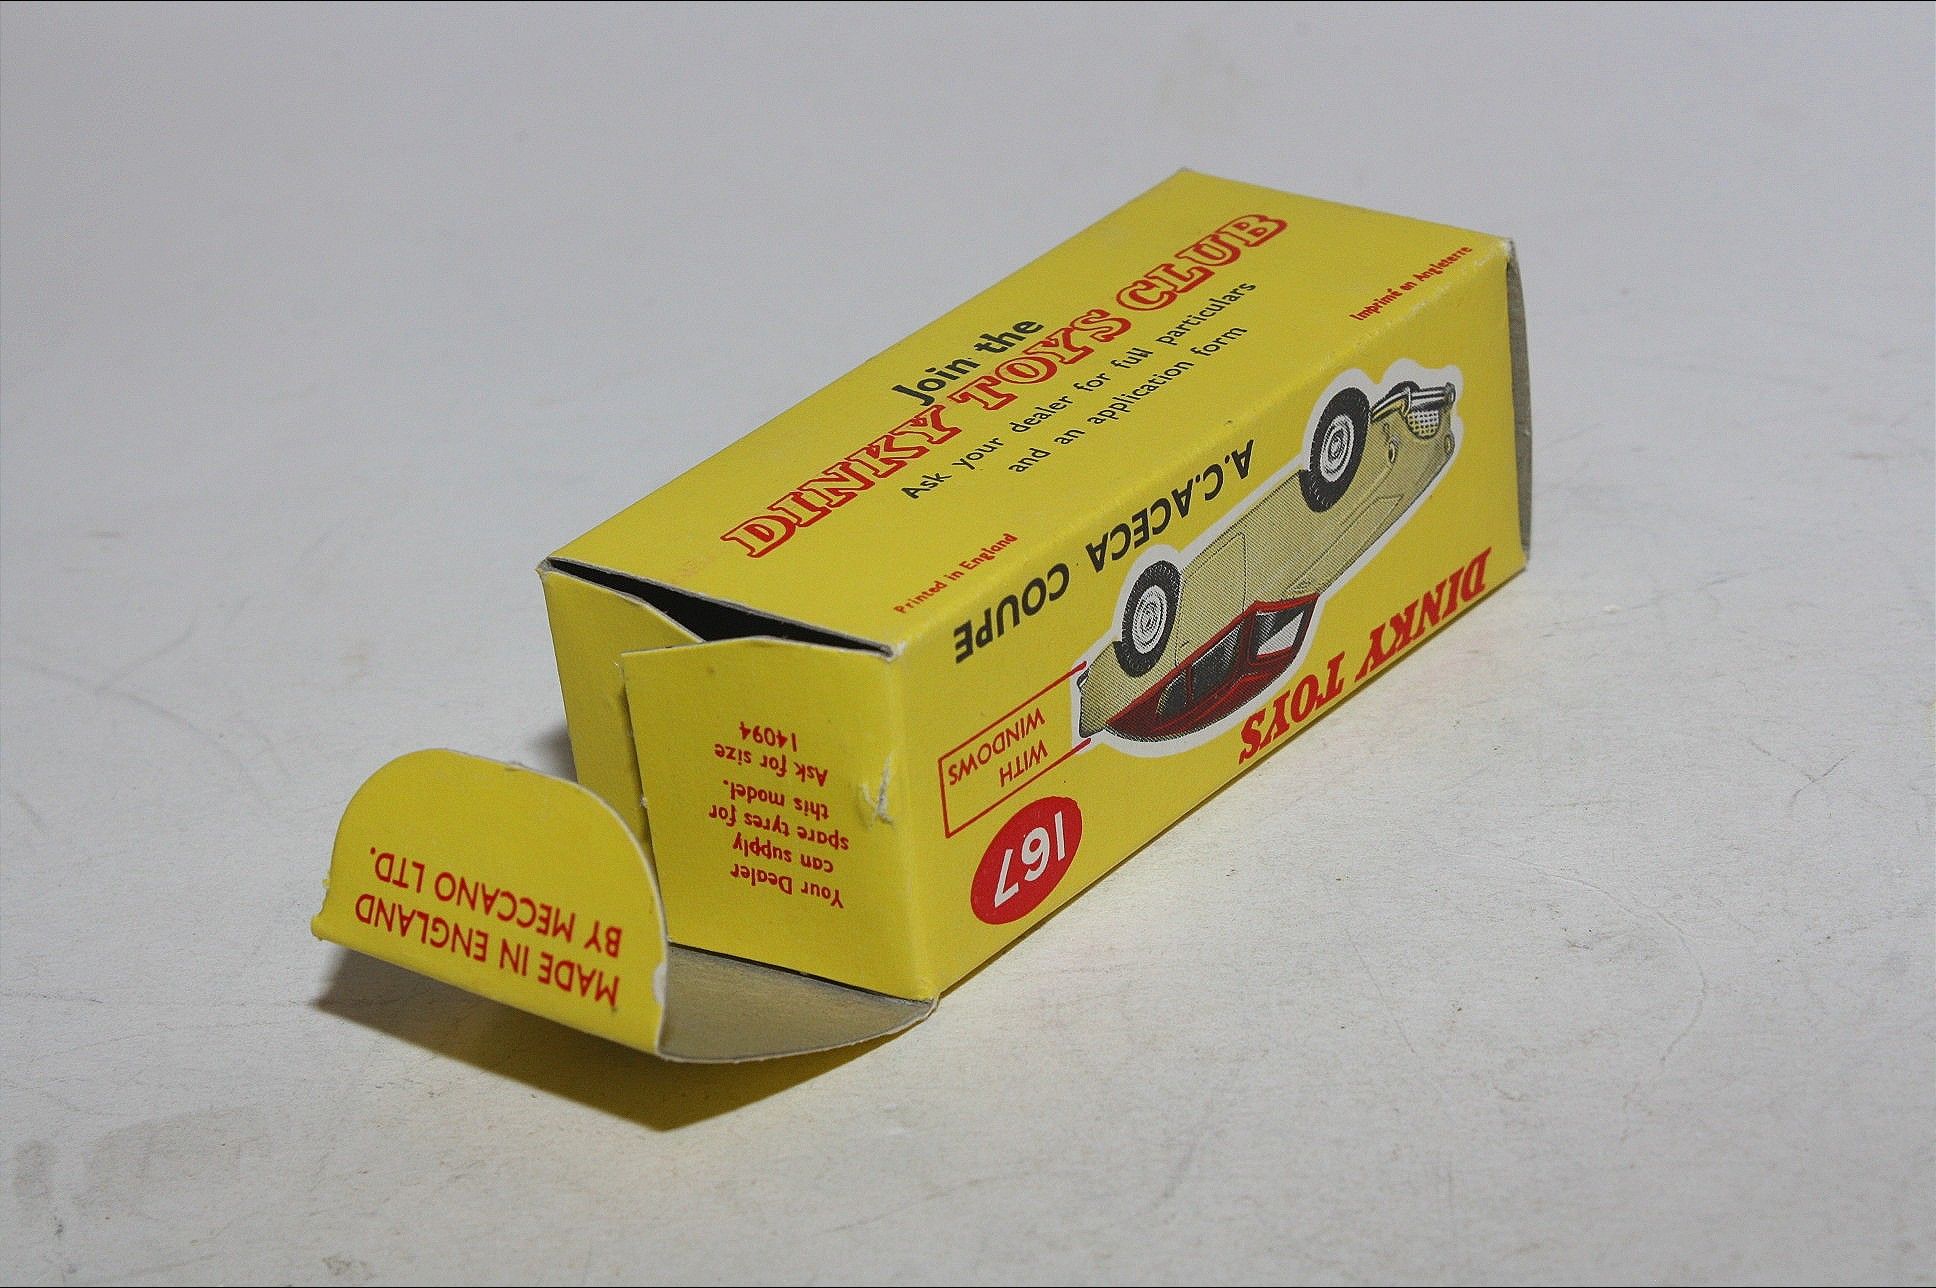 Join the
DINKY TOYS CLUB
Ask your dealer for full particulars
and an application form
Printed in England
Imprimé en Angleterre
DINKY TOYS
167
WITH
WINDOWS
A.C.ACECA COUPE
Your Dealer
can supply
spare tyres for
this model.
Ask for size
14094
MADE IN ENGLAND
BY MECCANO LTD.